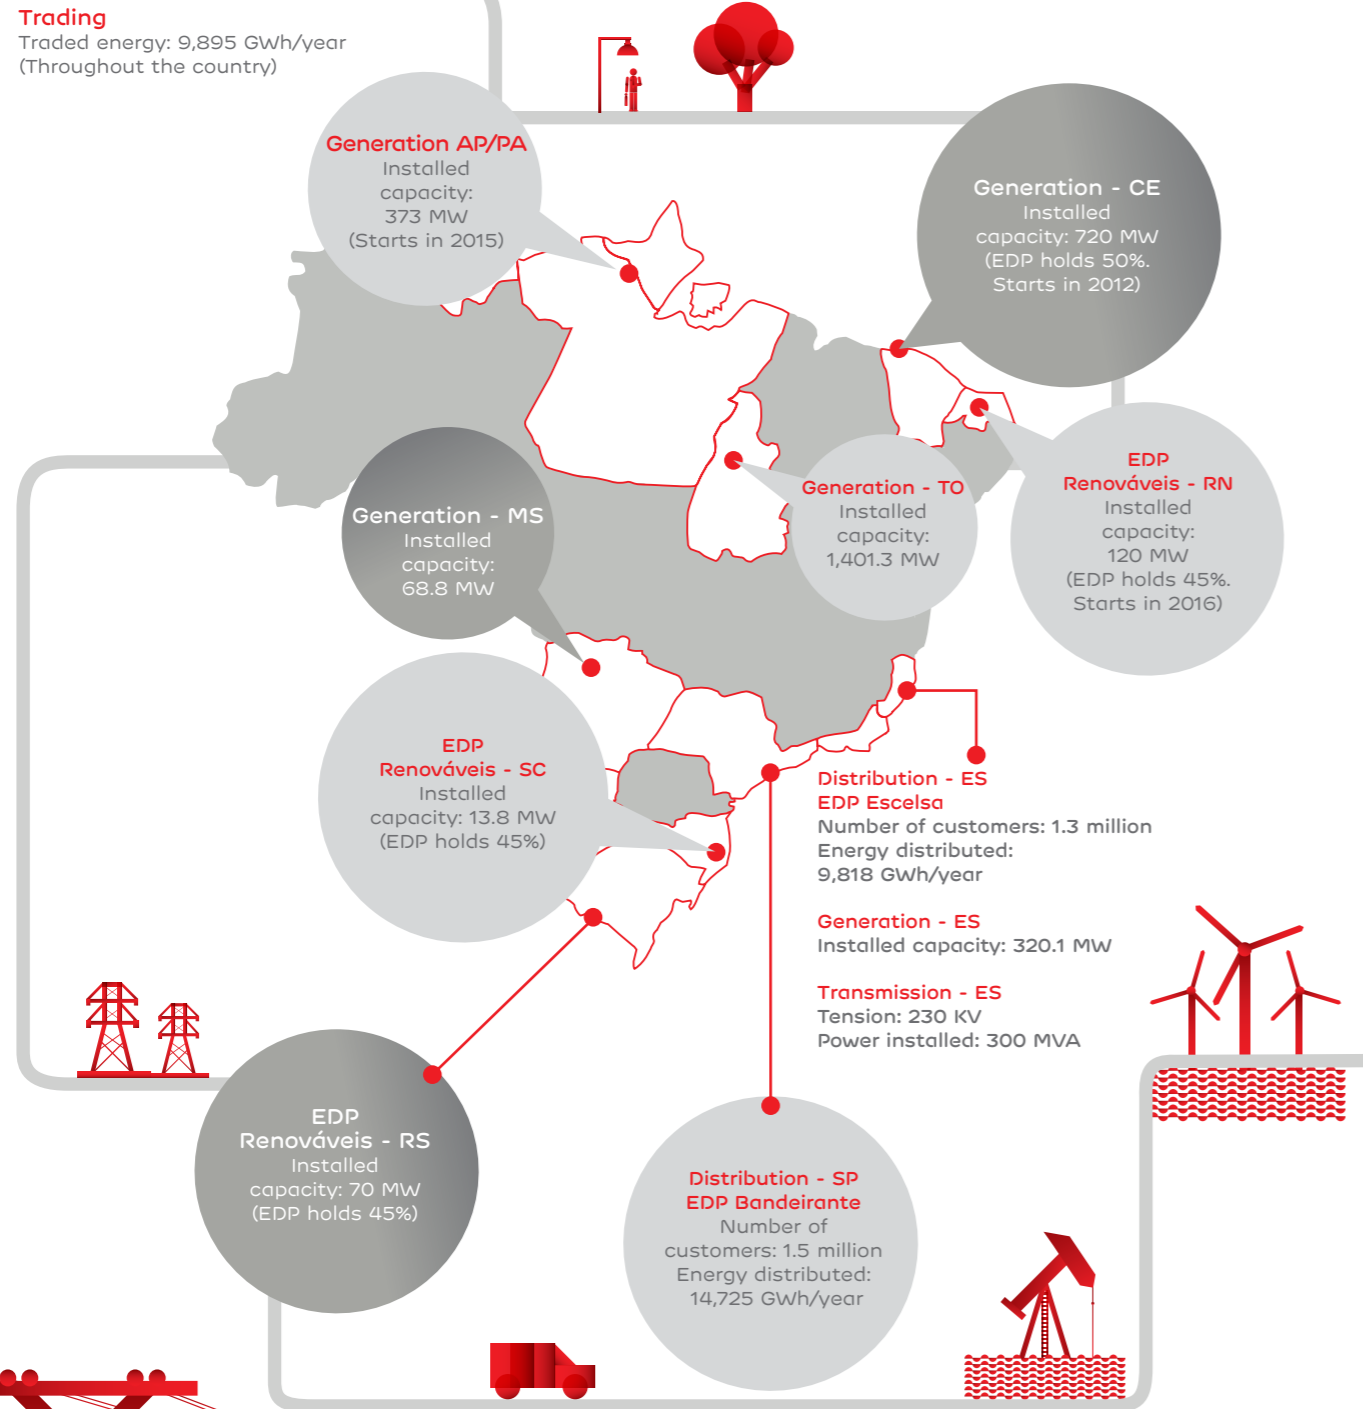 Trading
Traded energy: 9,895 GWh/year
(Throughout the country)
Generation AP/PA
Installed
capacity:
373 MW
(Starts in 2015)
Generation - CE
Installed
capacity: 720 MW
(EDP holds 50%.
Starts in 2012)
EDP
Renováveis - RN
Installed
capacity:
120 MW
(EDP holds 45%.
Starts in 2016)
Generation - TO
Installed
capacity:
1,401.3 MW
Generation - MS
Installed
capacity:
68.8 MW
EDP
Renováveis - SC
Installed
capacity: 13.8 MW
(EDP holds 45%)
Distribution - ES
EDP Escelsa
Number of customers: 1.3 million
Energy distributed:
9,818 GWh/year
Generation - ES
Installed capacity: 320.1 MW
Transmission - ES
Tension: 230 KV
Power installed: 300 MVA
EDP
Renováveis - RS
Installed
capacity: 70 MW
(EDP holds 45%)
Distribution - SP
EDP Bandeirante
Number of
customers: 1.5 million
Energy distributed:
14,725 GWh/year